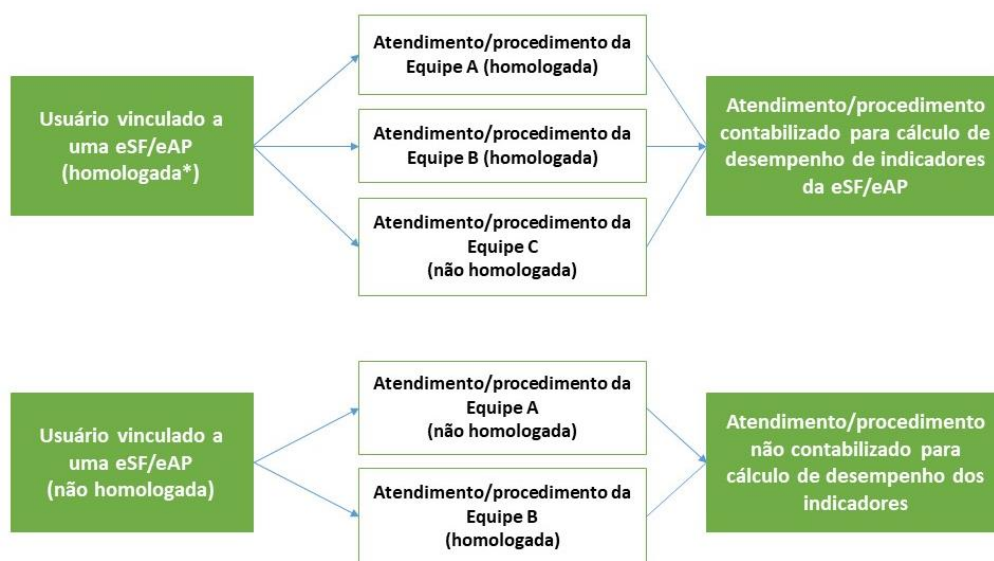 Usuário vinculado a
uma eSF/eAP
(homologada*)
Atendimento/procedimento da
Equipe A (homologada)
Atendimento/procedimento da
Equipe B (homologada)
Atendimento/procedimento da
Equipe C
(não homologada)
Atendimento/procedimento
contabilizado para cálculo de
desempenho de indicadores
da eSF/eAP
Usuário vinculado a
uma eSF/eAP
(não homologada)
Atendimento/procedimento da
Equipe A
(não homologada)
Atendimento/procedimento da
Equipe B
(homologada)
Atendimento/procedimento
não contabilizado para
cálculo de desempenho dos
indicadores